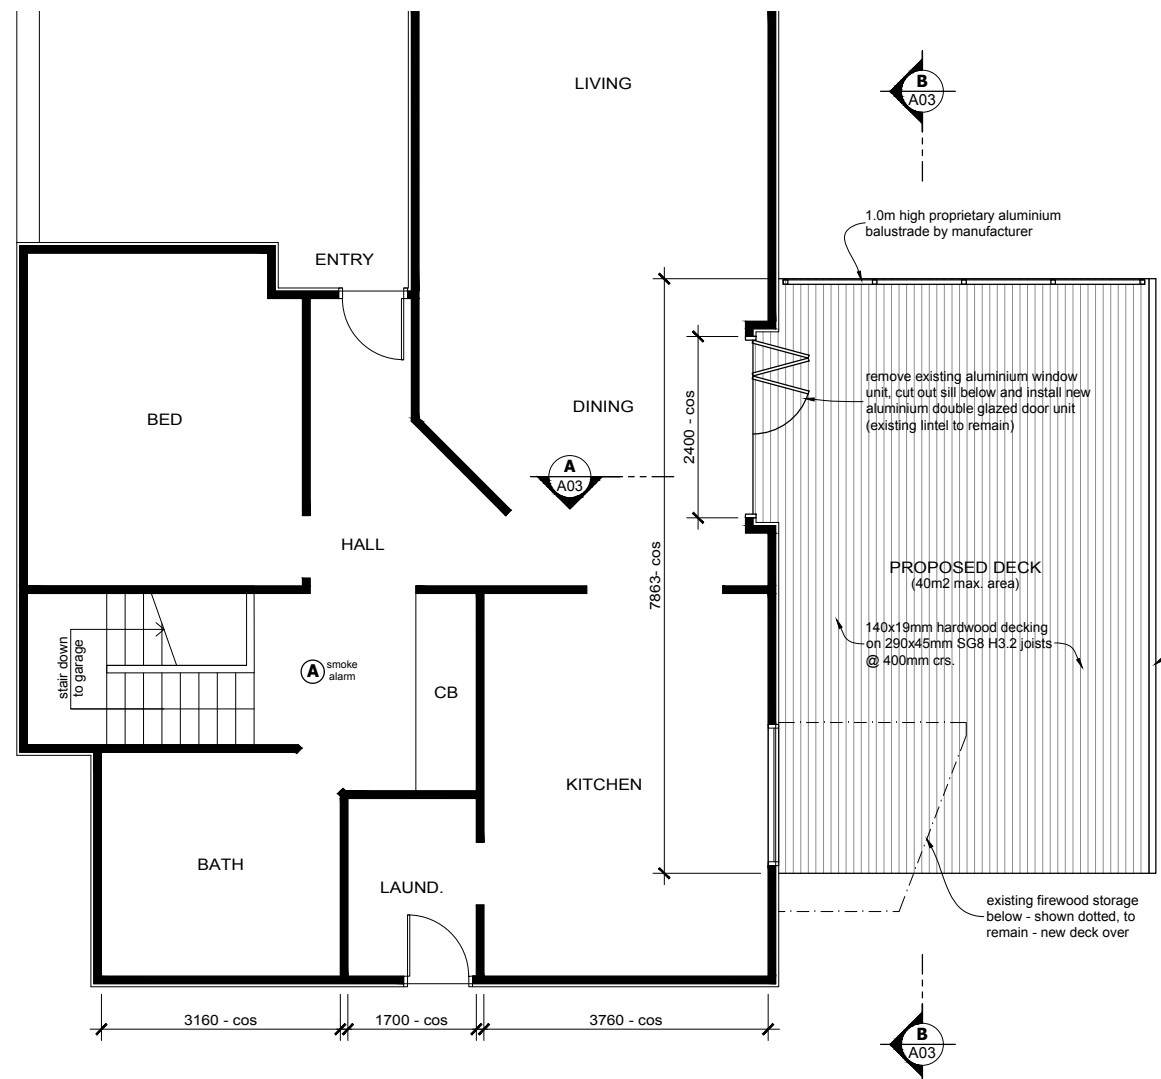 LIVING
B
A03
1.0m high proprietary aluminium
balustrade by manufacturer
ENTRY
remove existing aluminium window
unit, cut out sill below and install new
aluminium double glazed door unit
(existing lintel to remain)
BED
DINING
2400 - cos
A
A03
HALL
7863- cos
PROPOSED DECK
(40m2 max. area)
140x19mm hardwood decking
on 290x45mm SG8 H3.2 joists
@ 400mm crs.
stair down
to garage
A
smoke
alarm
CB
KITCHEN
BATH
LAUND.
existing firewood storage
below - shown dotted, to
remain - new deck over
3160 - cos
1700 - cos
3760 - cos
B
A03